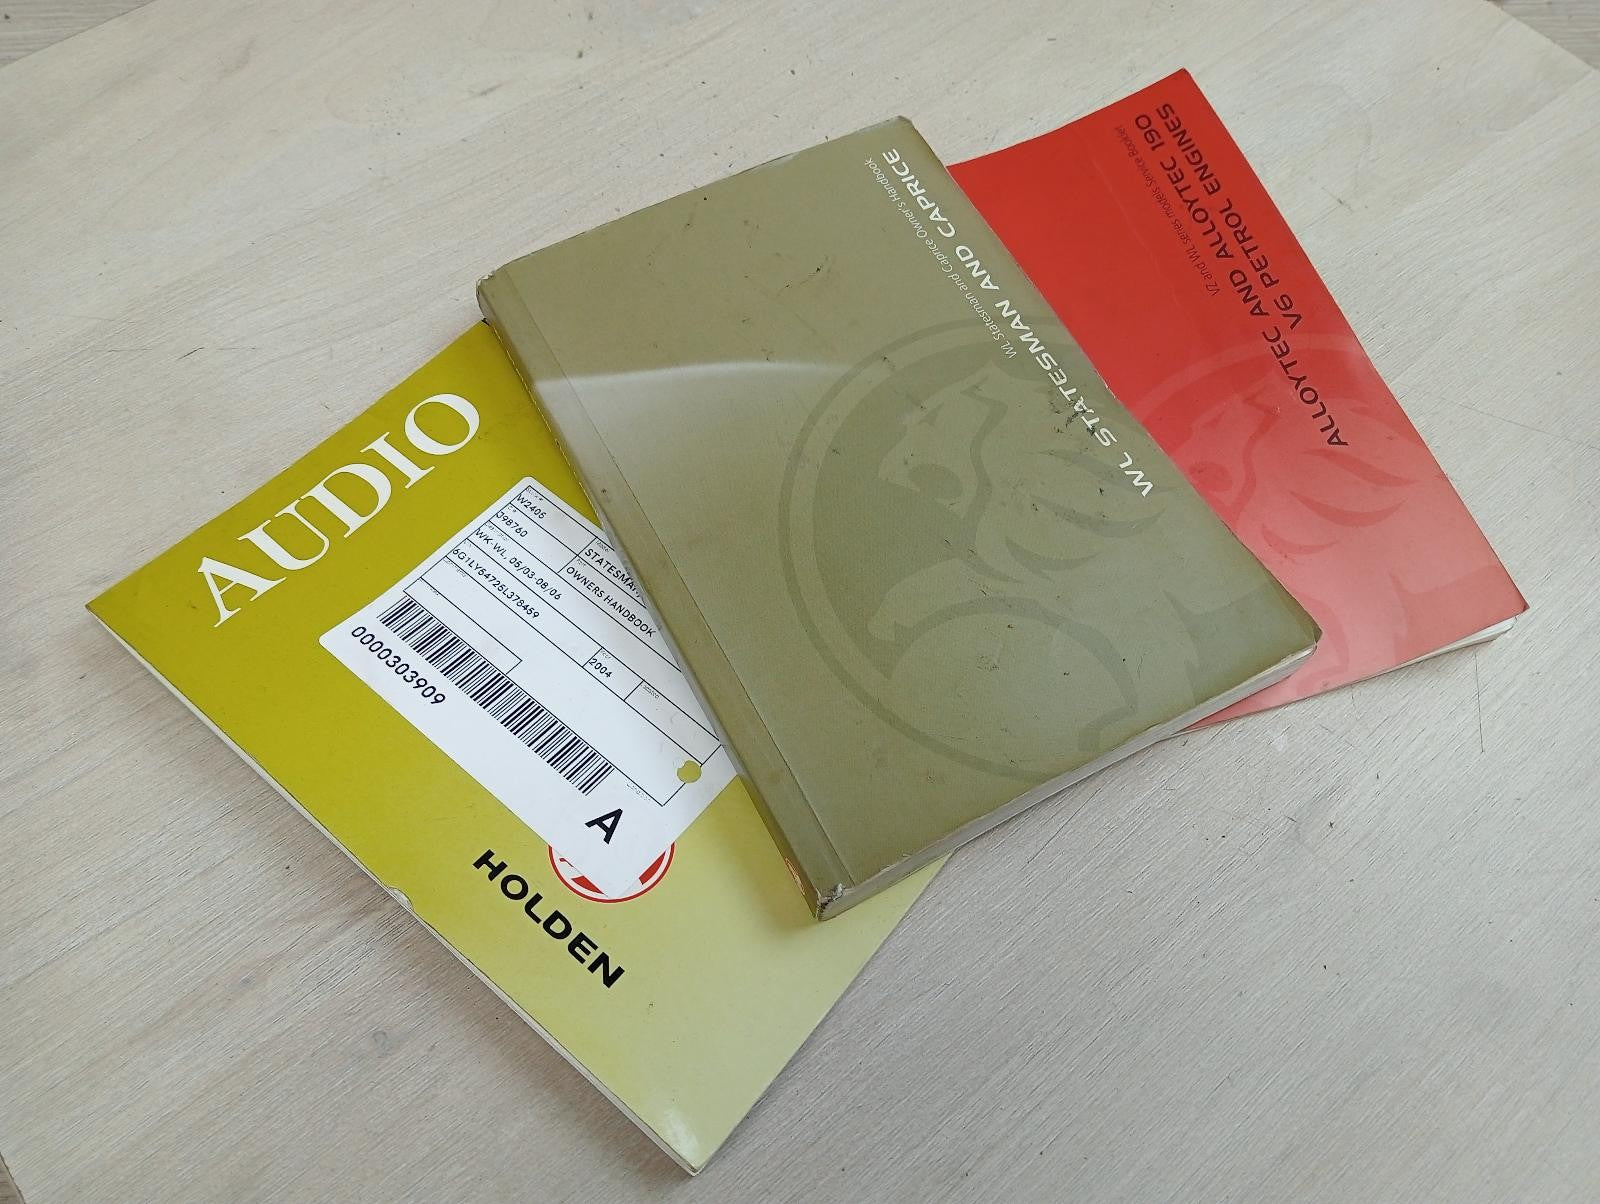 AUDIO
W2405
STATESMAN,
J98760
OWNERS HANDBOOK
WK-WL, 05/03-08/06
6G1LY54725L378459
2004
0000303909
A
HOLDEN
WL STATESMAN AND CAPRICE
WL Statesman and Caprice Owner's Handbook
ALLOYTEC AND ALLOYTEC 190
V6 PETROL ENGINES
VZ and WL series models Service Booklet